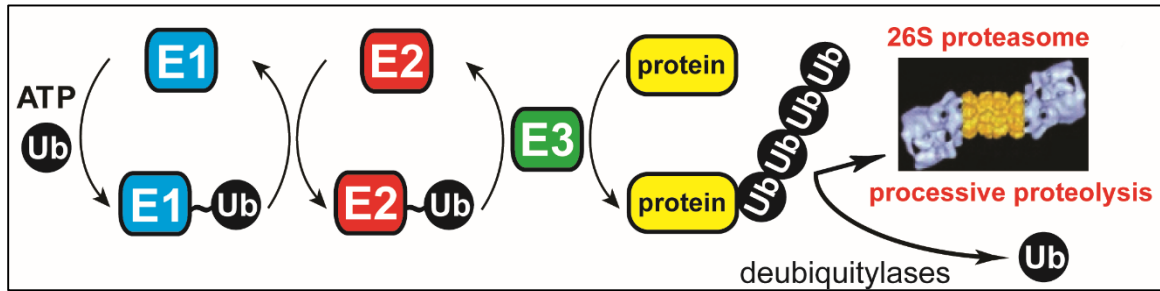 ATP
Ub
E1
E1
Ub
E2
E2
Ub
E3
protein
protein
Ub
Ub
Ub
Ub
26S proteasome
processive proteolysis
deubiquitylases
Ub